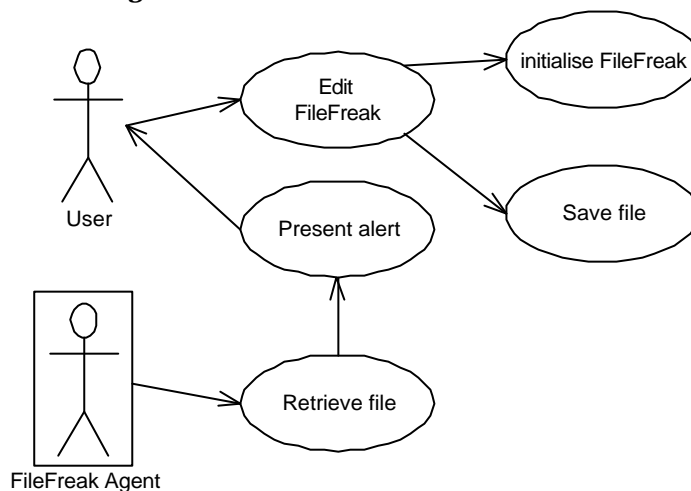 Edit
FileFreak
initialise FileFreak
User
Present alert
Save file
Retrieve file
FileFreak Agent